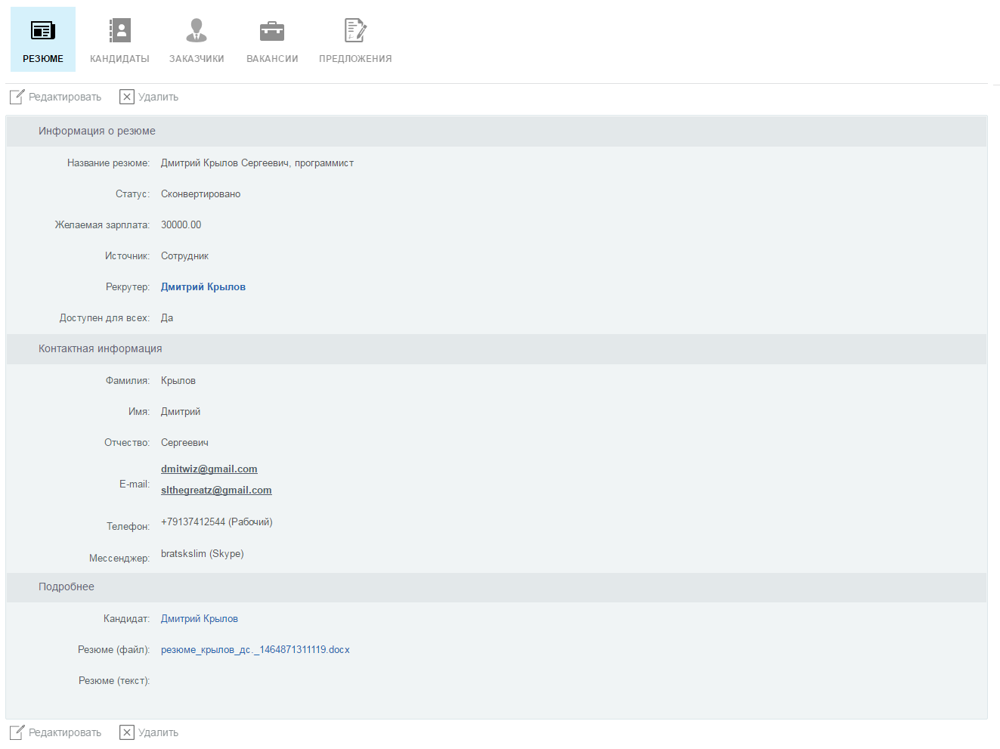 РЕЗЮМЕ КАНДИДАТЫ ЗАКАЗЧИКИ ВАКАНСИИ ПРЕДЛОЖЕНИЯ
Редактировать Удалить
Информация о резюме
Название резюме: Дмитрий Крылов Сергеевич, программист
Статус: Сконвертировано
Желаемая зарплата: 30000.00
Источник: Сотрудник
Рекрутер: Дмитрий Крылов
Доступен для всех: Да
Контактная информация
Фамилия: Крылов
Имя: Дмитрий
Отчество: Сергеевич
E-mail: dmitwiz@gmail.com
slthegreatz@gmail.com
Телефон: +79137412544 (Рабочий)
Мессенджер: bratskslim (Skype)
Подробнее
Кандидат: Дмитрий Крылов
Резюме (файл): резюме_крылов_дс._1464871311119.docx
Резюме (текст):
Редактировать Удалить